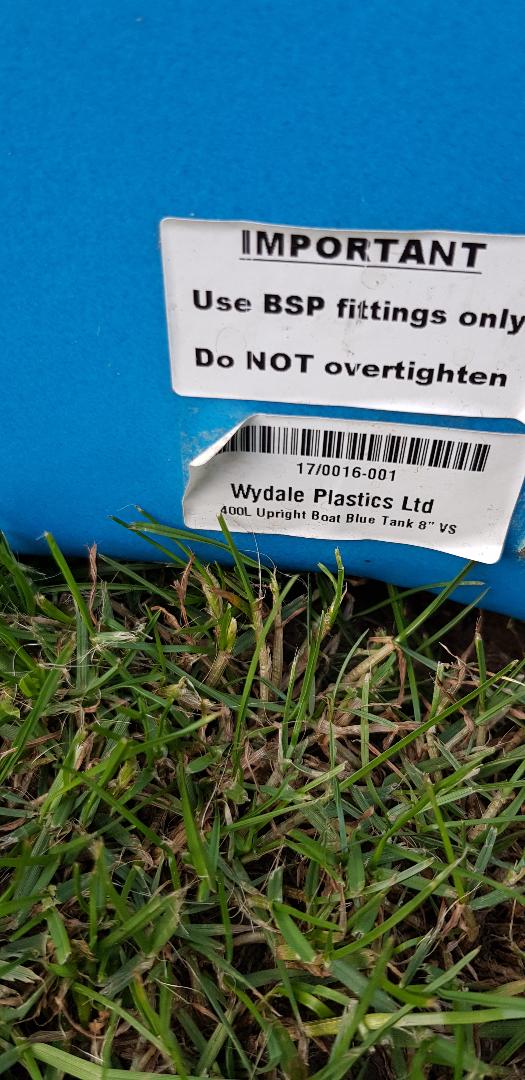 IMPORTANT
Use BSP fittings only
Do NOT overtighten
17/0016-001
Wydale Plastics Ltd
400L Upright Boat Blue Tank 8" VS